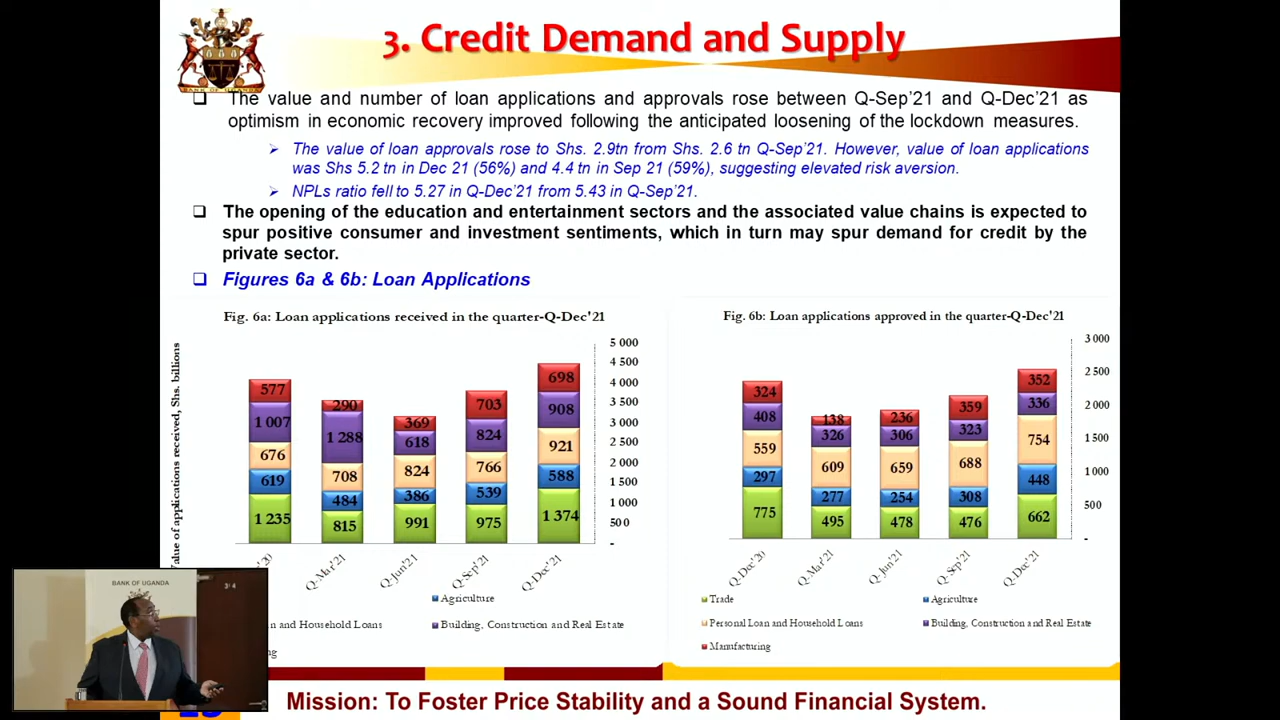 3. Credit Demand and Supply
BANK OF UGANDA
❑ The value and number of loan applications and approvals rose between Q-Sep’21 and Q-Dec’21 as
optimism in economic recovery improved following the anticipated loosening of the lockdown measures.
➢ The value of loan approvals rose to Shs. 2.9tn from Shs. 2.6 tn Q-Sep’21. However, value of loan applications
was Shs 5.2 tn in Dec 21 (56%) and 4.4 tn in Sep 21 (59%), suggesting elevated risk aversion.
➢ NPLs ratio fell to 5.27 in Q-Dec’21 from 5.43 in Q-Sep’21.
❑ The opening of the education and entertainment sectors and the associated value chains is expected to
spur positive consumer and investment sentiments, which in turn may spur demand for credit by the
private sector.
❑ Figures 6a & 6b: Loan Applications
Fig. 6a: Loan applications received in the quarter-Q-Dec'21
Value of applications received, Shs. billions
5 000
4 500
4 000
3 500
3 000
2 500
2 000
1 500
1 000
500
-
577
1 007
676
619
1 235
290
1 288
708
484
815
369
618
824
386
991
703
824
766
539
975
698
908
921
588
1 374
'20
Q-Mar'21
Q-Jun'21
Q-Sep'21
Q-Dec'21
Agriculture
n and Household Loans
Building, Construction and Real Estate
ng
Fig. 6b: Loan applications approved in the quarter-Q-Dec'21
3 000
2 500
2 000
1 500
1 000
500
-
324
408
559
297
775
138
326
609
277
495
236
306
659
254
478
359
323
688
308
476
352
336
754
448
662
Q-Dec'20
Q-Mar'21
Q-Jun'21
Q-Sep'21
Q-Dec'21
Trade
Agriculture
Personal Loan and Household Loans
Building, Construction and Real Estate
Manufacturing
BANK OF UGANDA
Mission: To Foster Price Stability and a Sound Financial System.